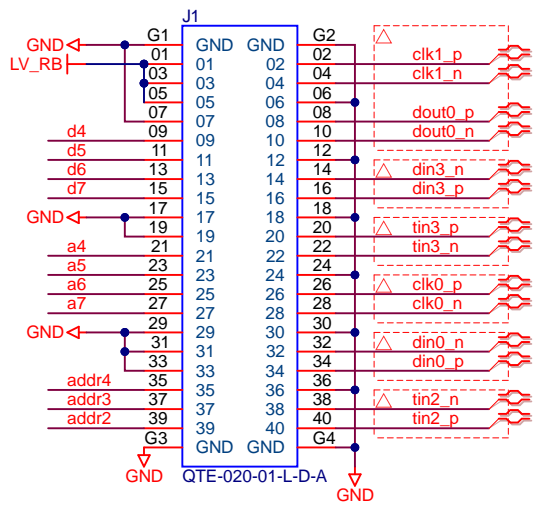 J1
GND G1 GND GND G2
LV_RB 01 01 02 02 clk1_p
03 03 04 04 clk1_n
05 05 06 06
07 07 08 08 dout0_p
d4 09 09 10 10 dout0_n
d5 11 11 12 12
d6 13 13 14 14 din3_n
d7 15 15 16 16 din3_p
GND 17 17 18 18
19 19 20 20 tin3_p
a4 21 21 22 22 tin3_n
a5 23 23 24 24
a6 25 25 26 26 clk0_p
a7 27 27 28 28 clk0_n
GND 29 29 30 30
31 31 32 32 din0_n
33 33 34 34 din0_p
addr4 35 35 36 36
addr3 37 37 38 38 tin2_n
addr2 39 39 40 40 tin2_p
G3 GND GND G4
GND QTE-020-01-L-D-A
GND